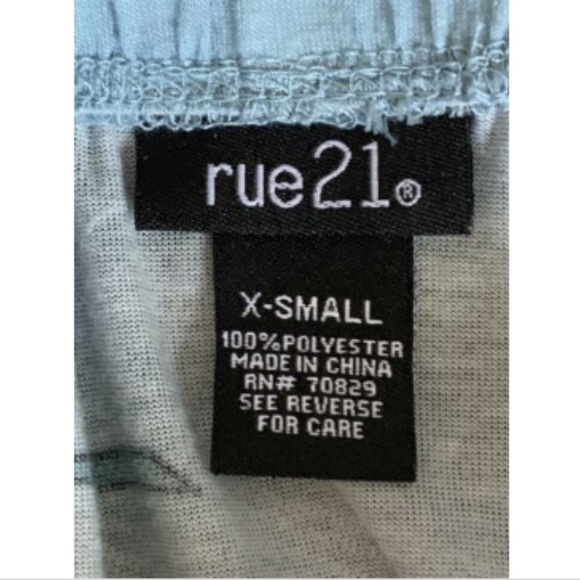 rue21®
X-SMALL
100%POLYESTER
MADE IN CHINA
RN# 70829
SEE REVERSE
FOR CARE